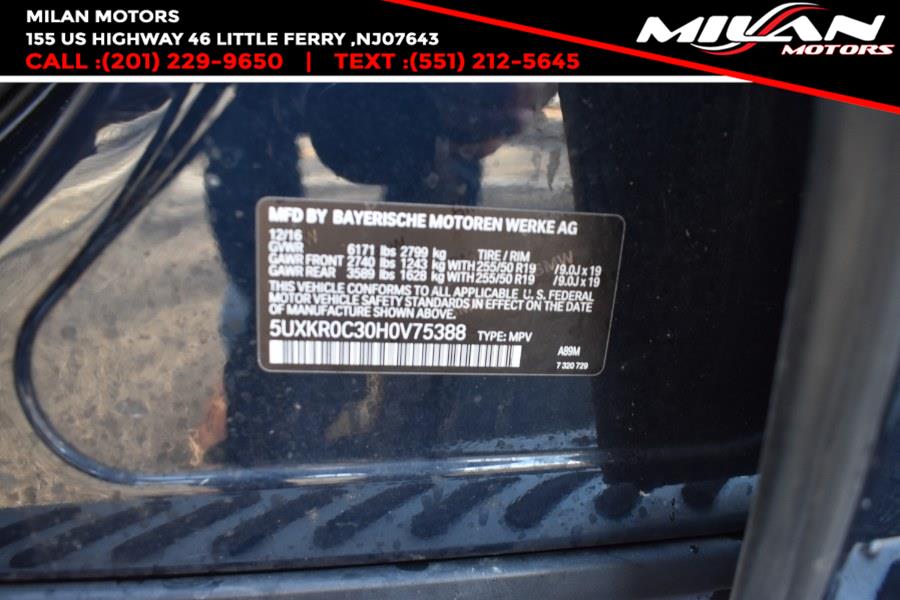 MILAN MOTORS
155 US HIGHWAY 46 LITTLE FERRY ,NJ07643
CALL :(201) 229-9650 | TEXT :(551) 212-5645
MILAN
MOTORS
MFD BY BAYERISCHE MOTOREN WERKE AG
12/16
GVWR 6171 lbs 2799 kg TIRE / RIM
GAWR FRONT 2740 lbs 1243 kg WITH 255/50 R19 /9.0J x 19
GAWR REAR 3589 lbs 1628 kg WITH 255/50 R19 /9.0J x 19
THIS VEHICLE CONFORMS TO ALL APPLICABLE U. S. FEDERAL
MOTOR VEHICLE SAFETY STANDARDS IN EFFECT ON THE DATE
OF MANUFACTURE SHOWN ABOVE.
5UXKR0C30H0V75388 TYPE: MPV
A89M
7 320 729